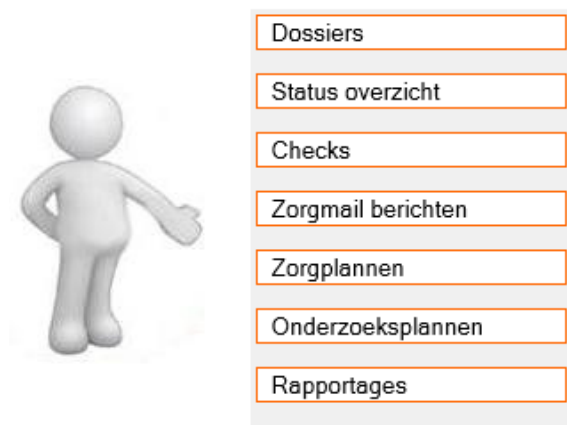 Dossiers
Status overzicht
Checks
Zorgmail berichten
Zorgplannen
Onderzoeksplannen
Rapportages